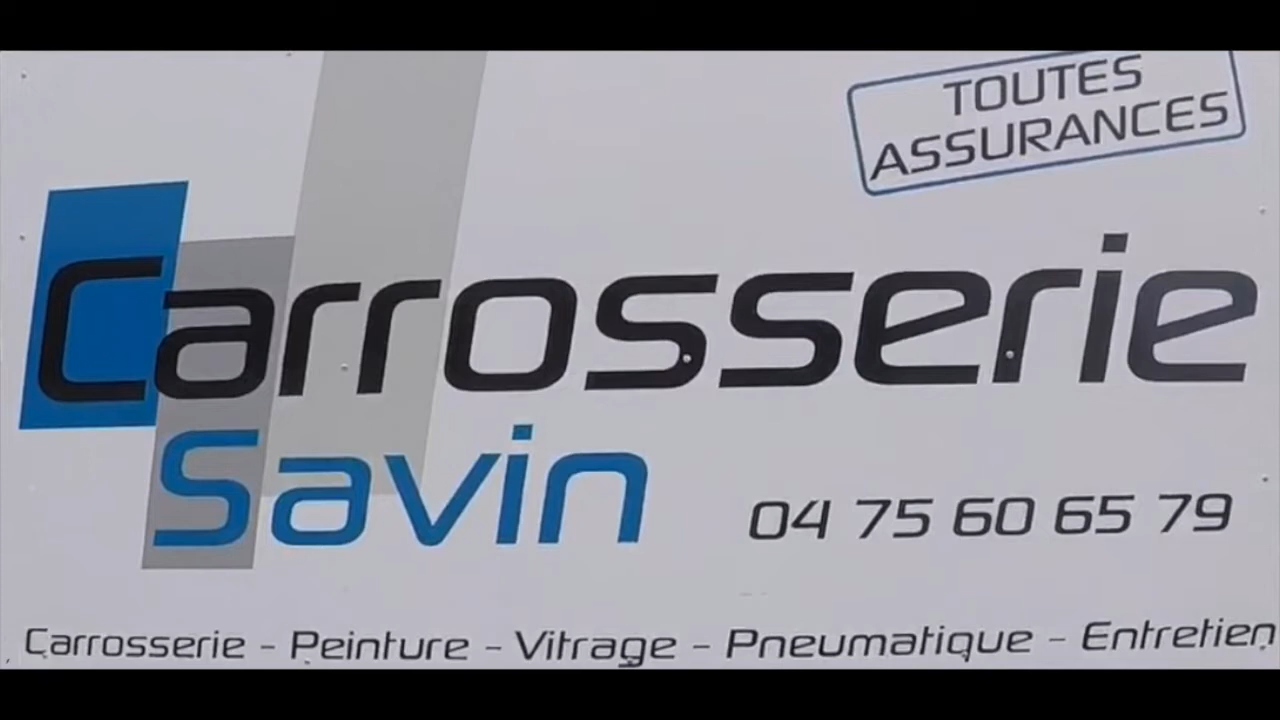 TOUTES
ASSURANCES
Carrosserie
Savin
04 75 60 65 79
Carrosserie - Peinture - Vitrage - Pneumatique - Entretien